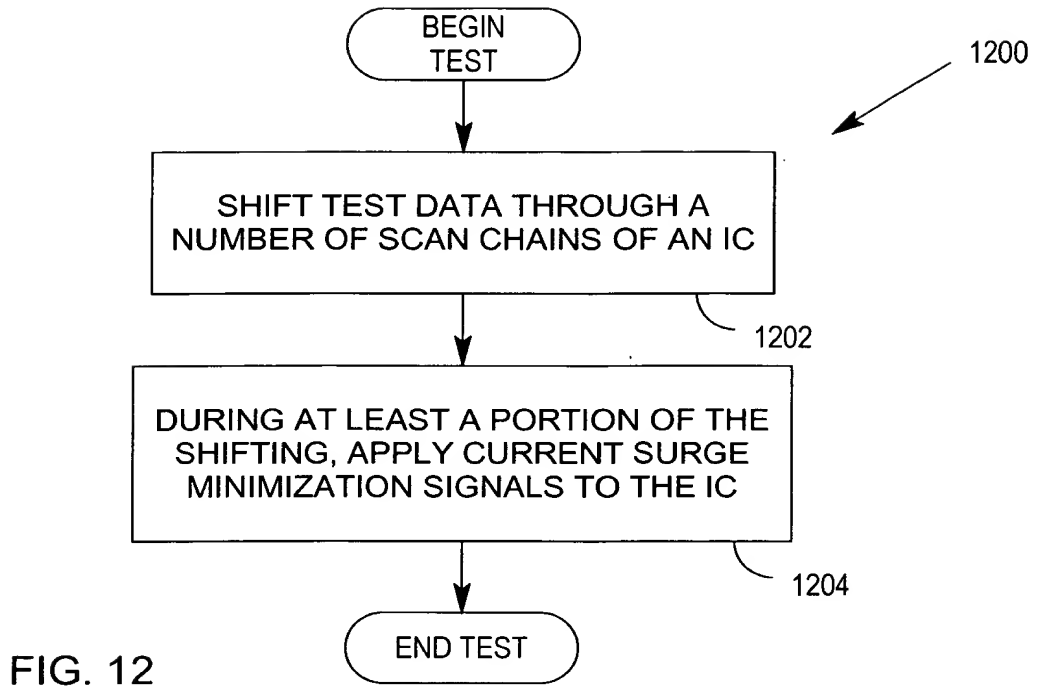 BEGIN
TEST
1200
SHIFT TEST DATA THROUGH A
NUMBER OF SCAN CHAINS OF AN IC
1202
DURING AT LEAST A PORTION OF THE
SHIFTING, APPLY CURRENT SURGE
MINIMIZATION SIGNALS TO THE IC
1204
END TEST
FIG. 12